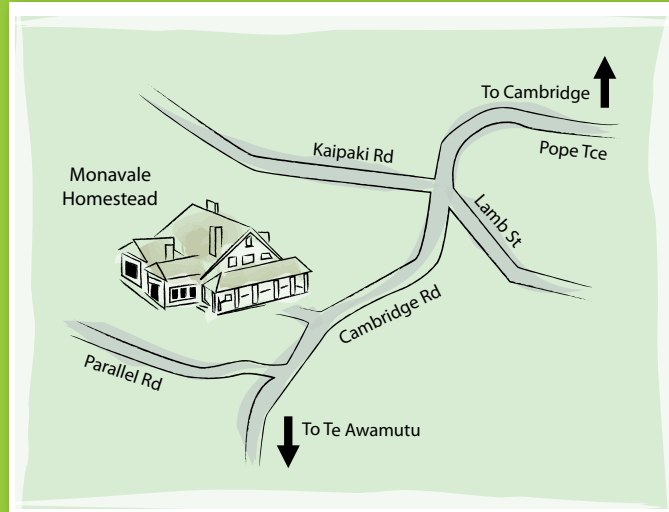 To Cambridge
Pope Tce
Kaipaki Rd
Monavale
Homestead
Lamb St
Cambridge Rd
Parallel Rd
To Te Awamutu